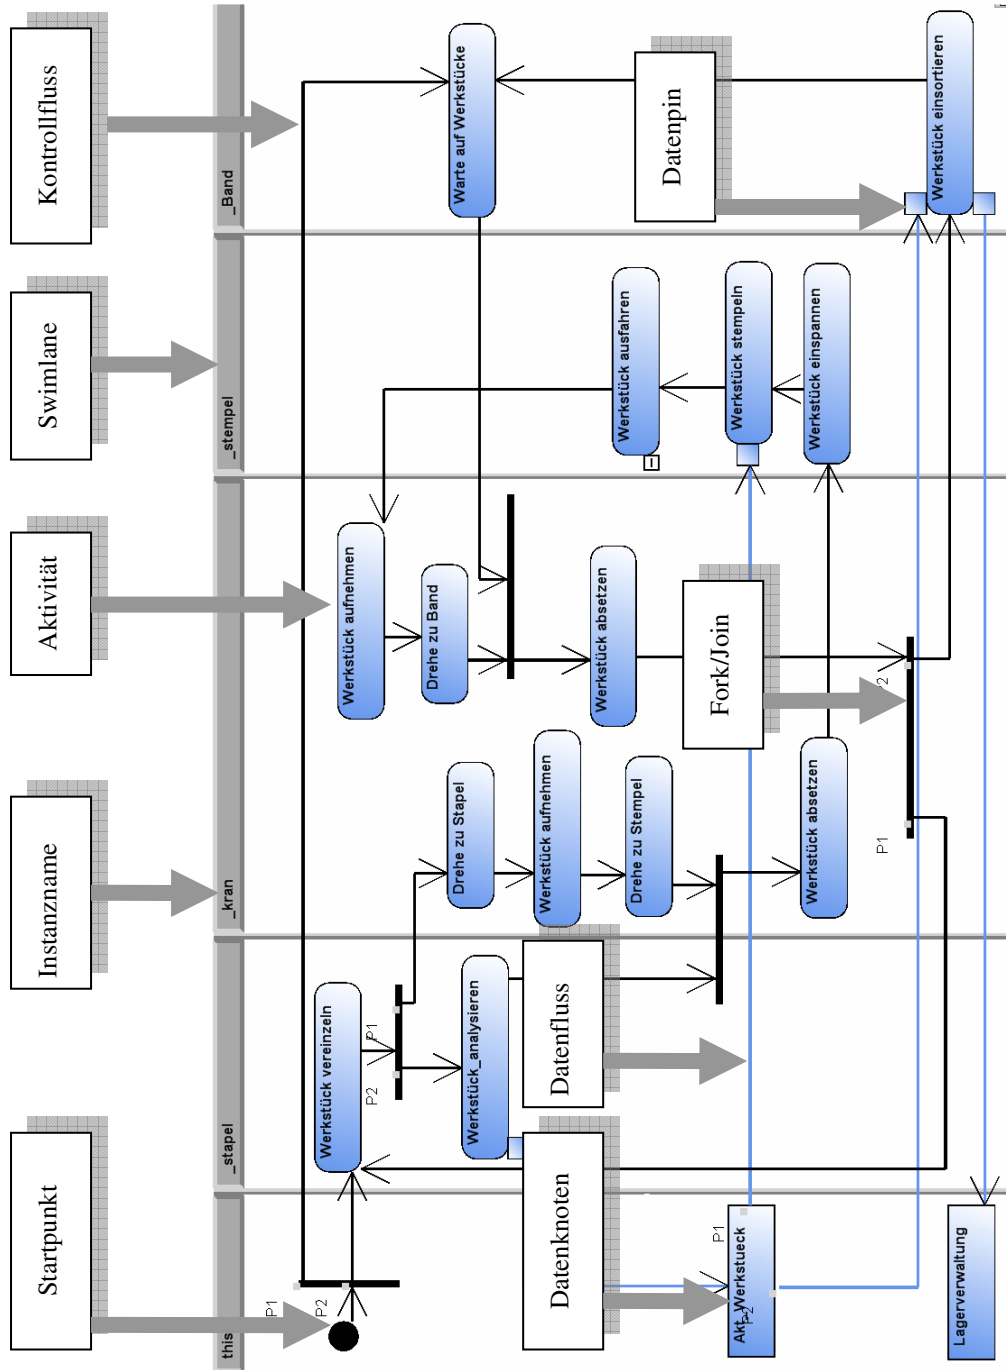 Startpunkt
Instanzname
Aktivität
Swimlane
Kontrollfluss
this
_stapel
_kran
_stempel
_Band
P1
P2
Werkstück vereinzeln
P1
P2
Werkstück_analysieren
Datenknoten
Datenfluss
Akt_Werkstueck
P1
P2
Lagerverwaltung
Drehe zu Stapel
Werkstück aufnehmen
Drehe zu Stempel
Werkstück absetzen
P1
P2
Werkstück aufnehmen
Drehe zu Band
Werkstück absetzen
Fork/Join
Werkstück ausfahren
Werkstück stempeln
Werkstück einspannen
Warte auf Werkstücke
Datenpin
Werkstück einsortieren